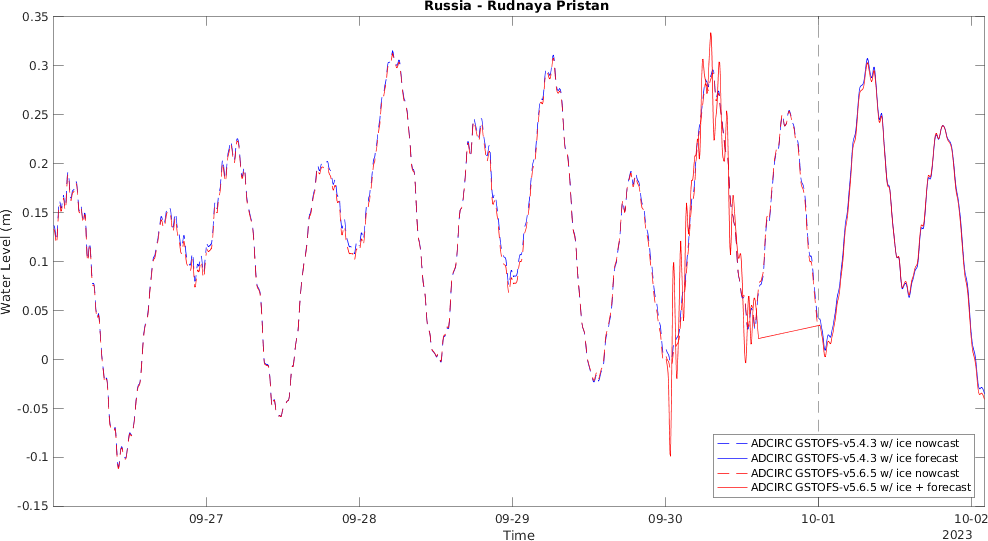 Russia - Rudnaya Pristan
0.35
0.3
0.25
0.2
0.15
0.1
0.05
0
-0.05
-0.1
-0.15
Water Level (m)
ADCIRC GSTOFS-v5.4.3 w/ ice nowcast
ADCIRC GSTOFS-v5.4.3 w/ ice forecast
ADCIRC GSTOFS-v5.6.5 w/ ice nowcast
ADCIRC GSTOFS-v5.6.5 w/ ice + forecast
09-27 09-28 09-29 09-30 10-01 10-02
Time
2023